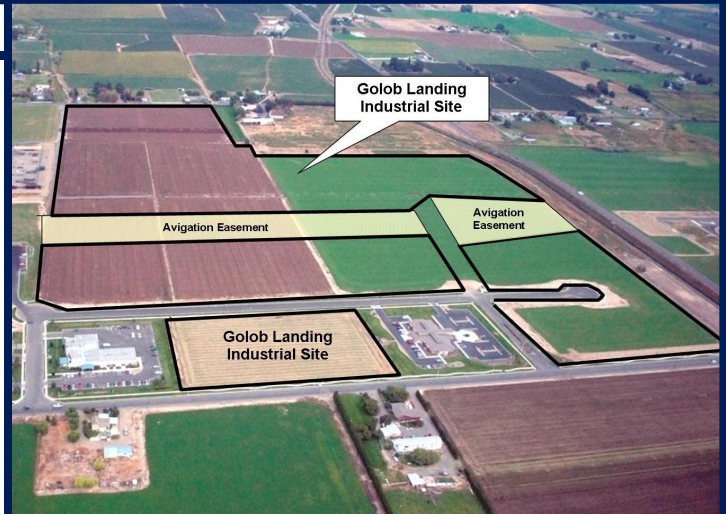 Golob Landing
Industrial Site
Avigation Easement
Avigation
Easement
Golob Landing
Industrial Site